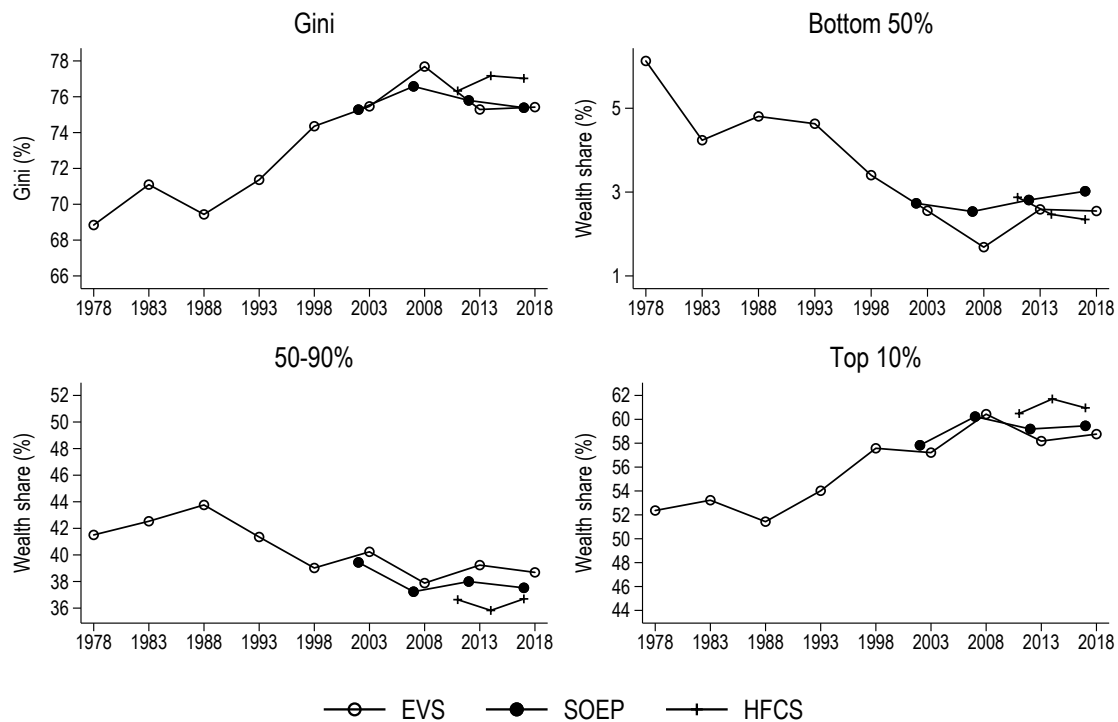 Gini
Gini (%)
78
76
74
72
70
68
66
1978 1983 1988 1993 1998 2003 2008 2013 2018
Bottom 50%
Wealth share (%)
5
3
1
1978 1983 1988 1993 1998 2003 2008 2013 2018
50-90%
Wealth share (%)
52
50
48
46
44
42
40
38
36
1978 1983 1988 1993 1998 2003 2008 2013 2018
Top 10%
Wealth share (%)
62
60
58
56
54
52
50
48
46
44
1978 1983 1988 1993 1998 2003 2008 2013 2018
EVS SOEP HFCS